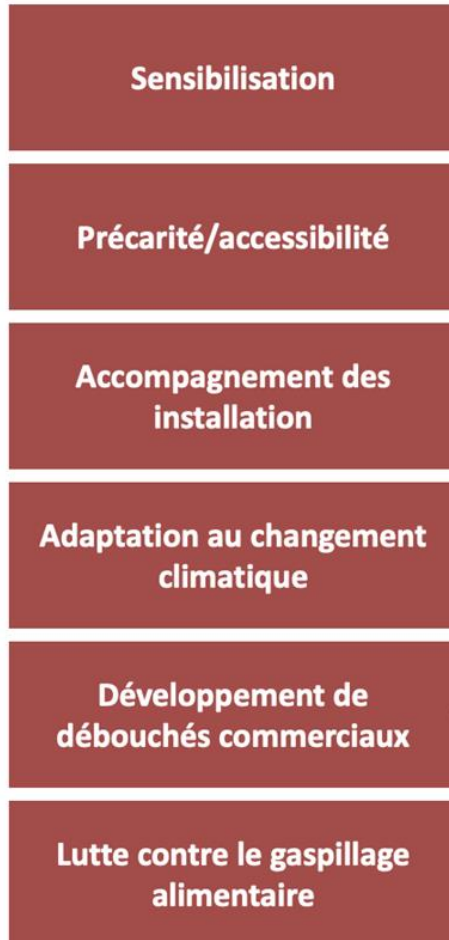 Sensibilisation
Précarité/accessibilité
Accompagnement des
installation
Adaptation au changement
climatique
Développement de
débouchés commerciaux
Lutte contre le gaspillage
alimentaire